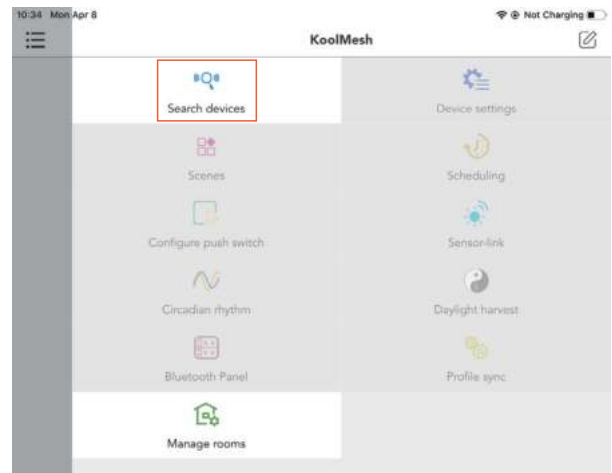 10:34 Mon Apr 8
Not Charging
KoolMesh
Search devices
Device settings
Scenes
Scheduling
Configure push switch
Sensor-link
Circadian rhythm
Daylight harvest
Bluetooth Panel
Profile sync
Manage rooms